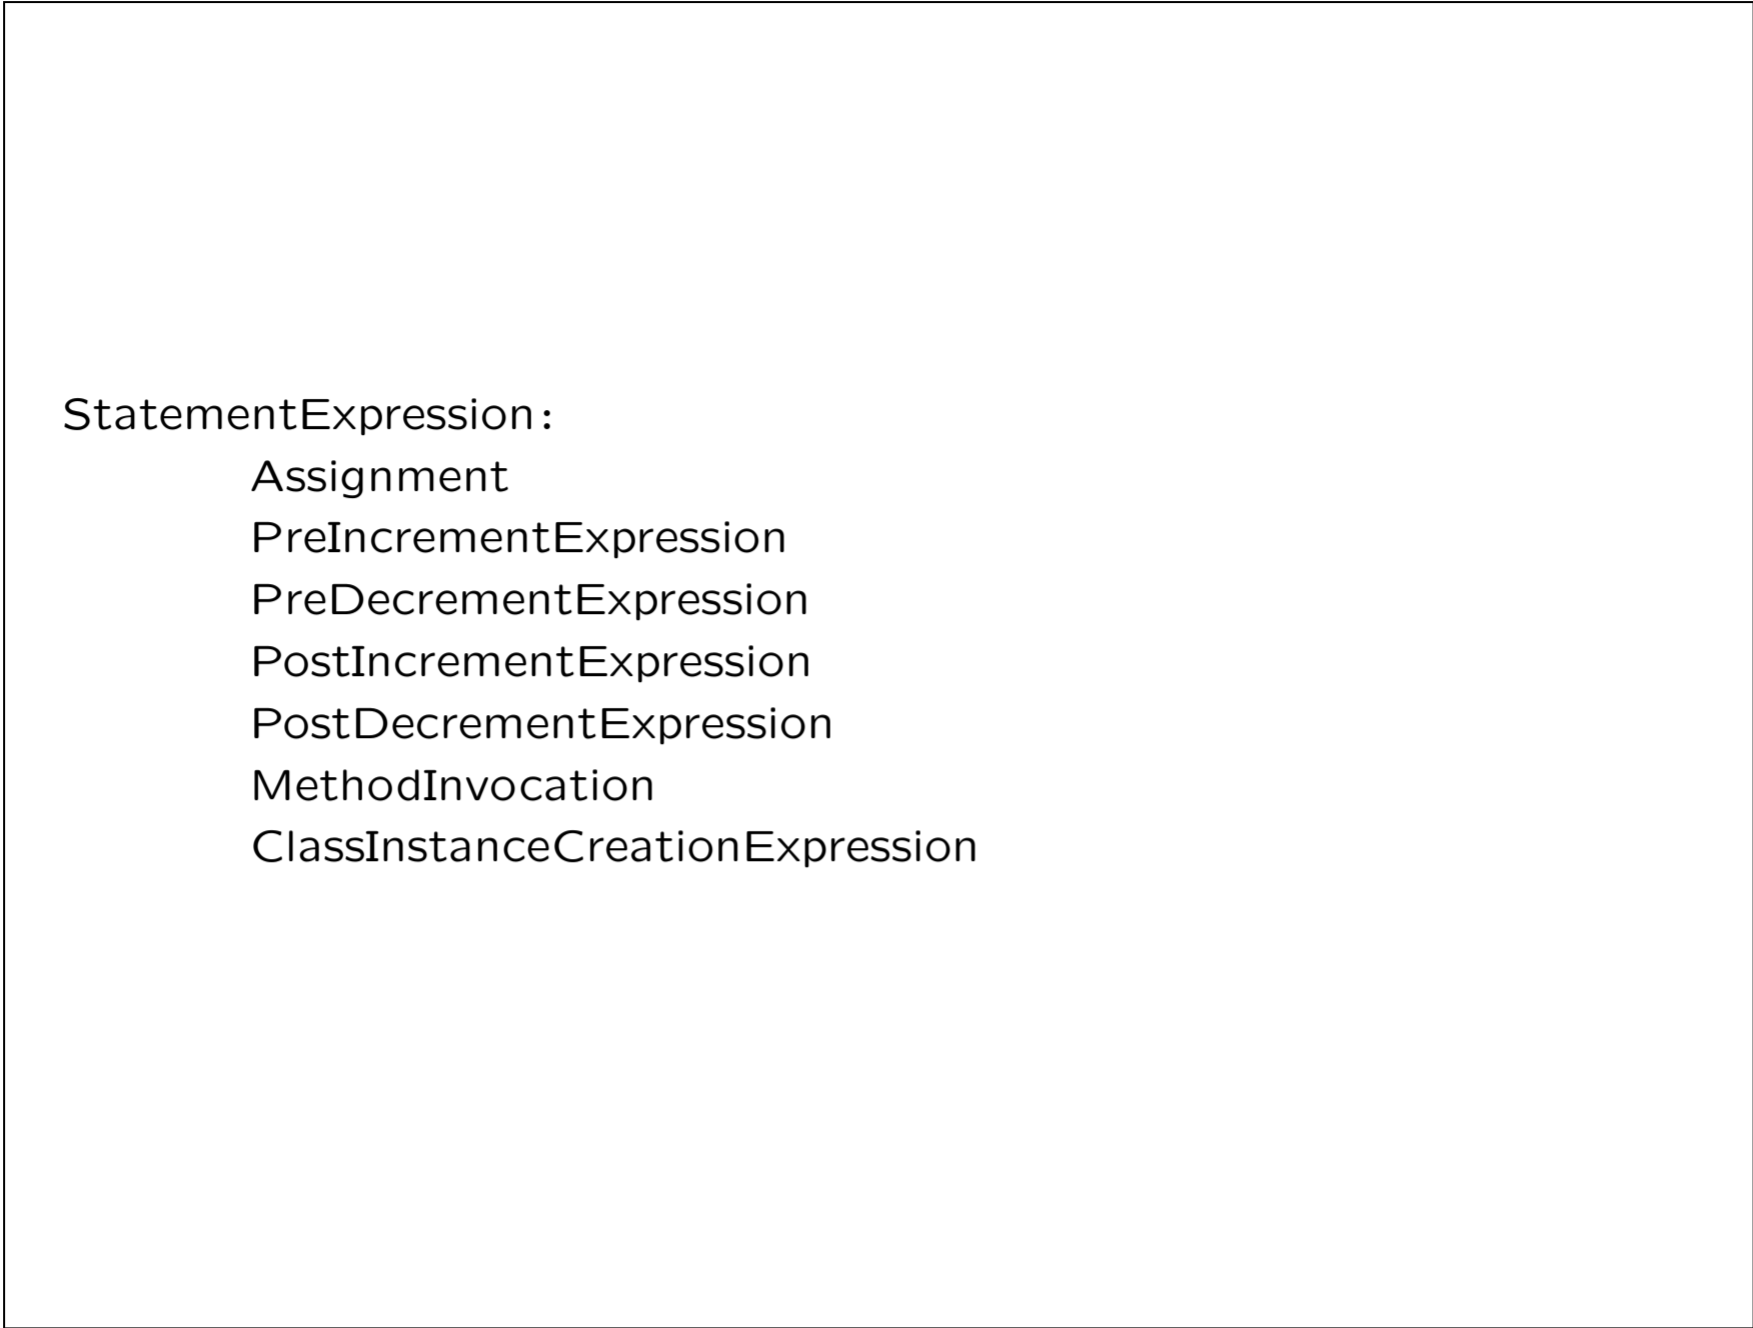 StatementExpression:
Assignment
PreIncrementExpression
PreDecrementExpression
PostIncrementExpression
PostDecrementExpression
MethodInvocation
ClassInstanceCreationExpression